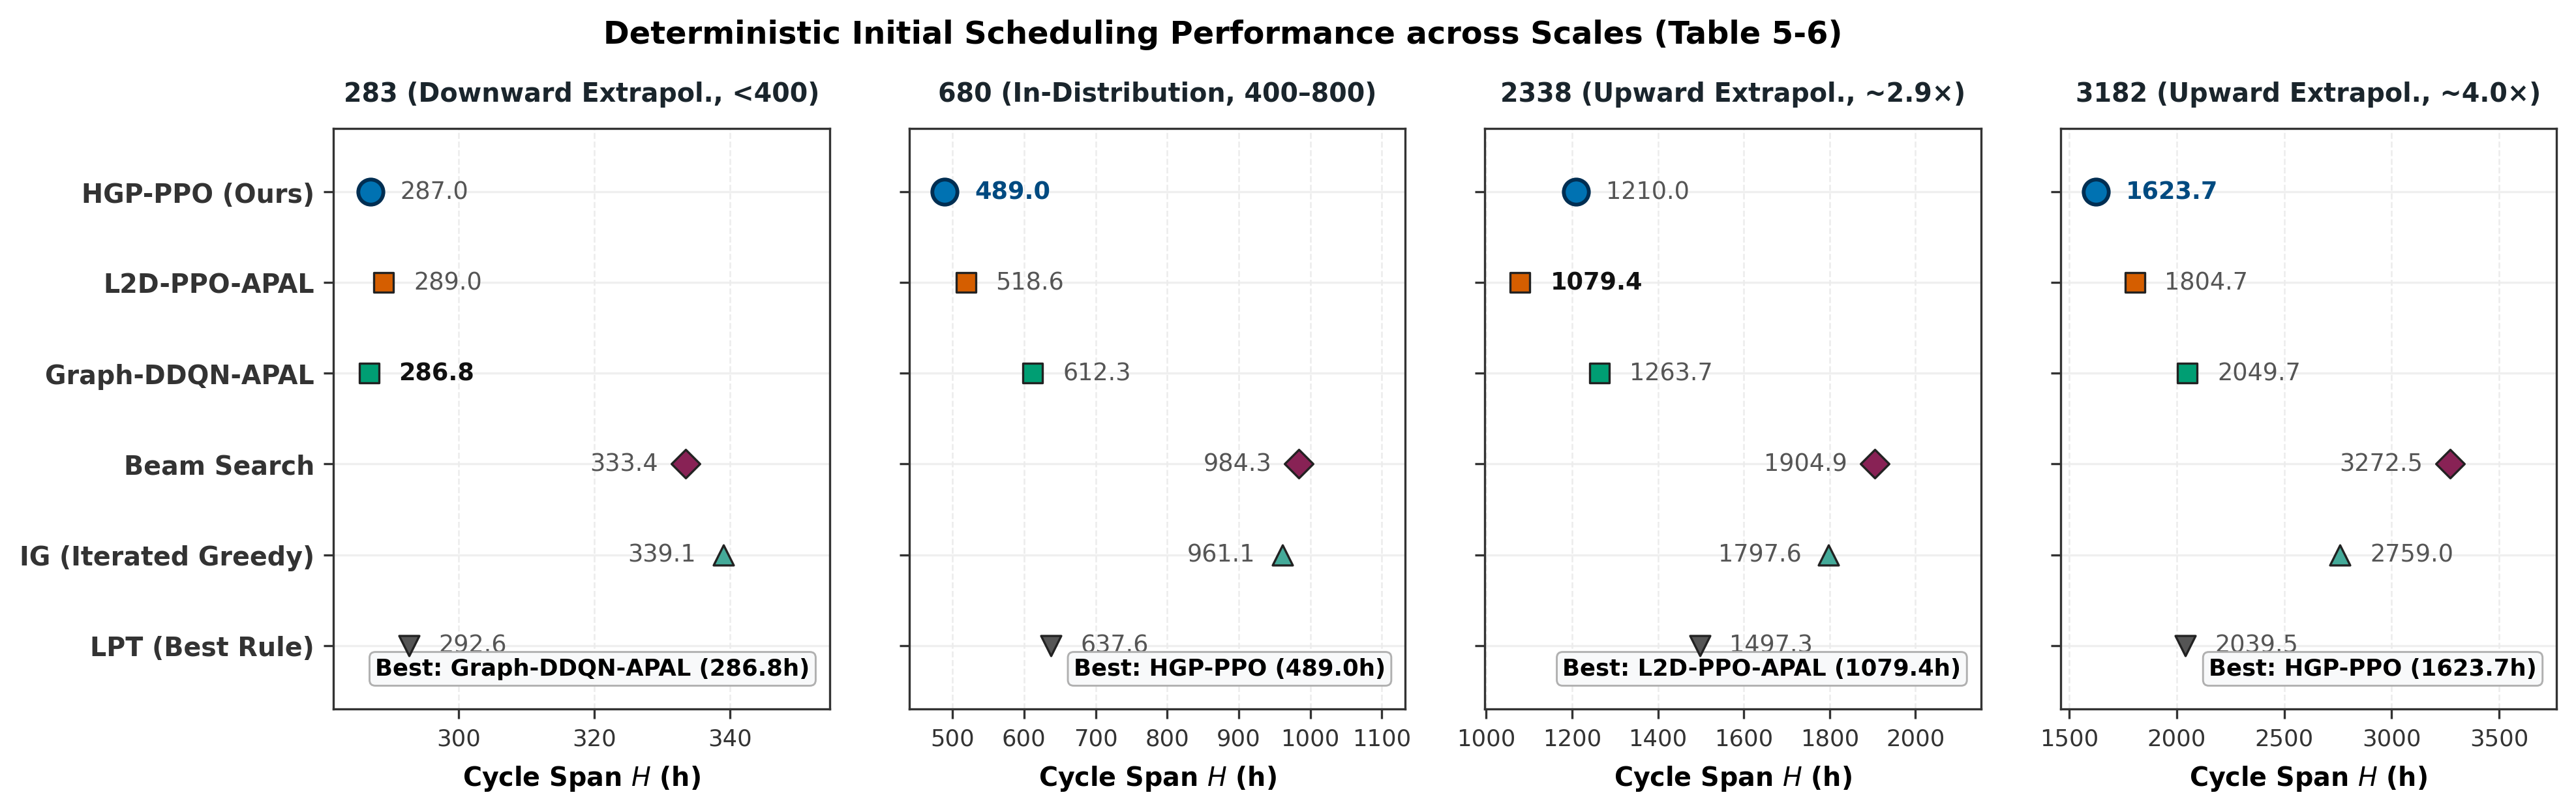 Deterministic Initial Scheduling Performance across Scales (Table 5-6)
283 (Downward Extrapol., <400)
680 (In-Distribution, 400–800)
2338 (Upward Extrapol., ~2.9×)
3182 (Upward Extrapol., ~4.0×)
HGP-PPO (Ours)
287.0
489.0
1210.0
1623.7
L2D-PPO-APAL
289.0
518.6
1079.4
1804.7
Graph-DDQN-APAL
286.8
612.3
1263.7
2049.7
Beam Search
333.4
984.3
1904.9
3272.5
IG (Iterated Greedy)
339.1
961.1
1797.6
2759.0
LPT (Best Rule)
292.6
637.6
1497.3
2039.5
Best: Graph-DDQN-APAL (286.8h)
Best: HGP-PPO (489.0h)
Best: L2D-PPO-APAL (1079.4h)
Best: HGP-PPO (1623.7h)
300 320 340
500 600 700 800 900 1000 1100
1000 1200 1400 1600 1800 2000
1500 2000 2500 3000 3500
Cycle Span H (h)
Cycle Span H (h)
Cycle Span H (h)
Cycle Span H (h)